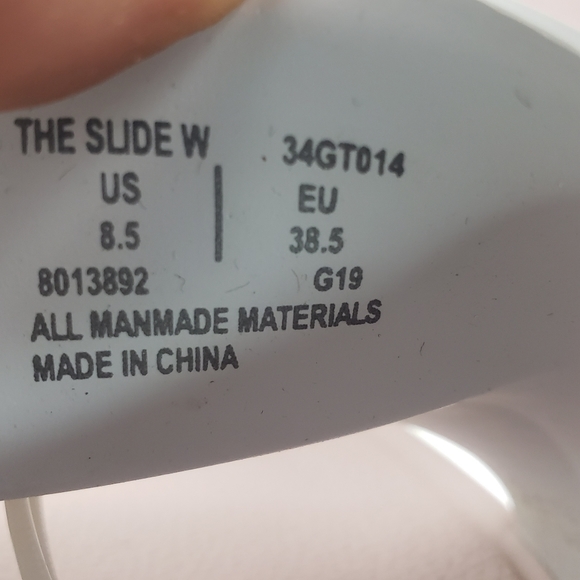 THE SLIDE W 34GT014
US | EU
8.5 38.5
8013892 G19
ALL MANMADE MATERIALS
MADE IN CHINA